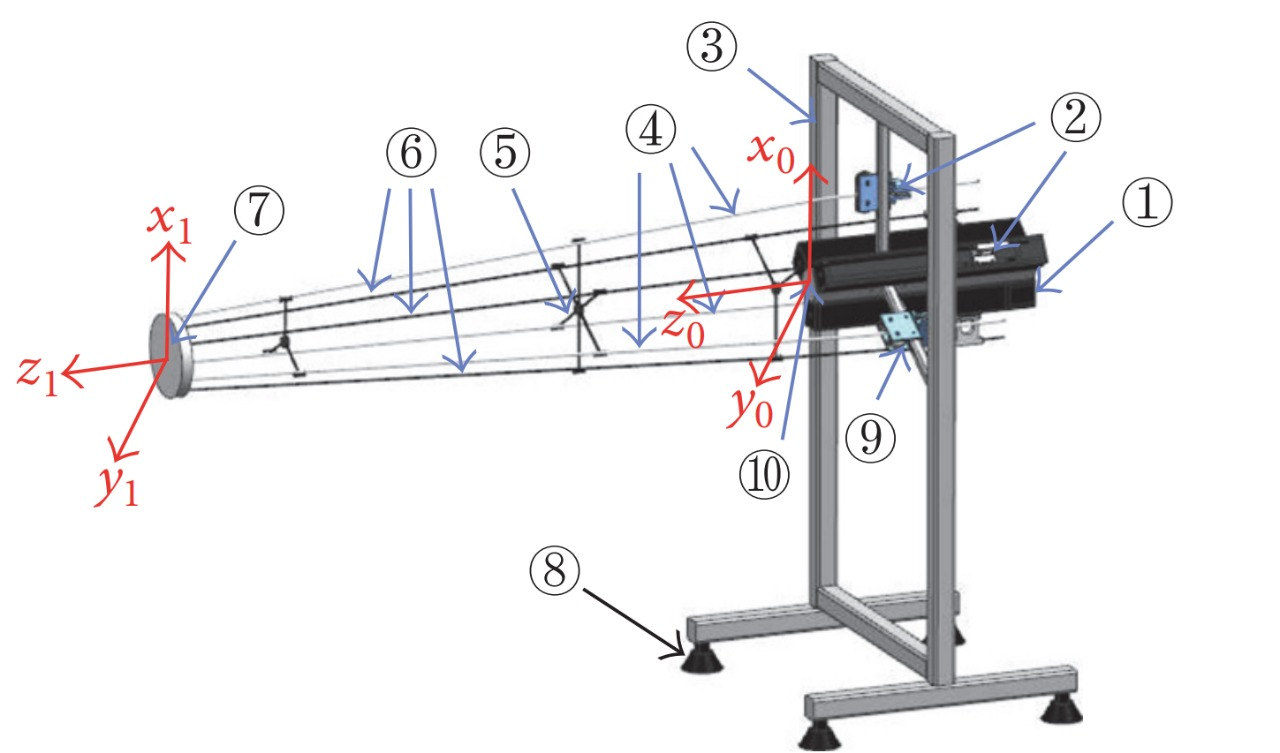 ③
②
④
⑥
⑤
x₀
①
⑦
x₁
z₀
z₁
y₀
⑨
⑩
y₁
⑧